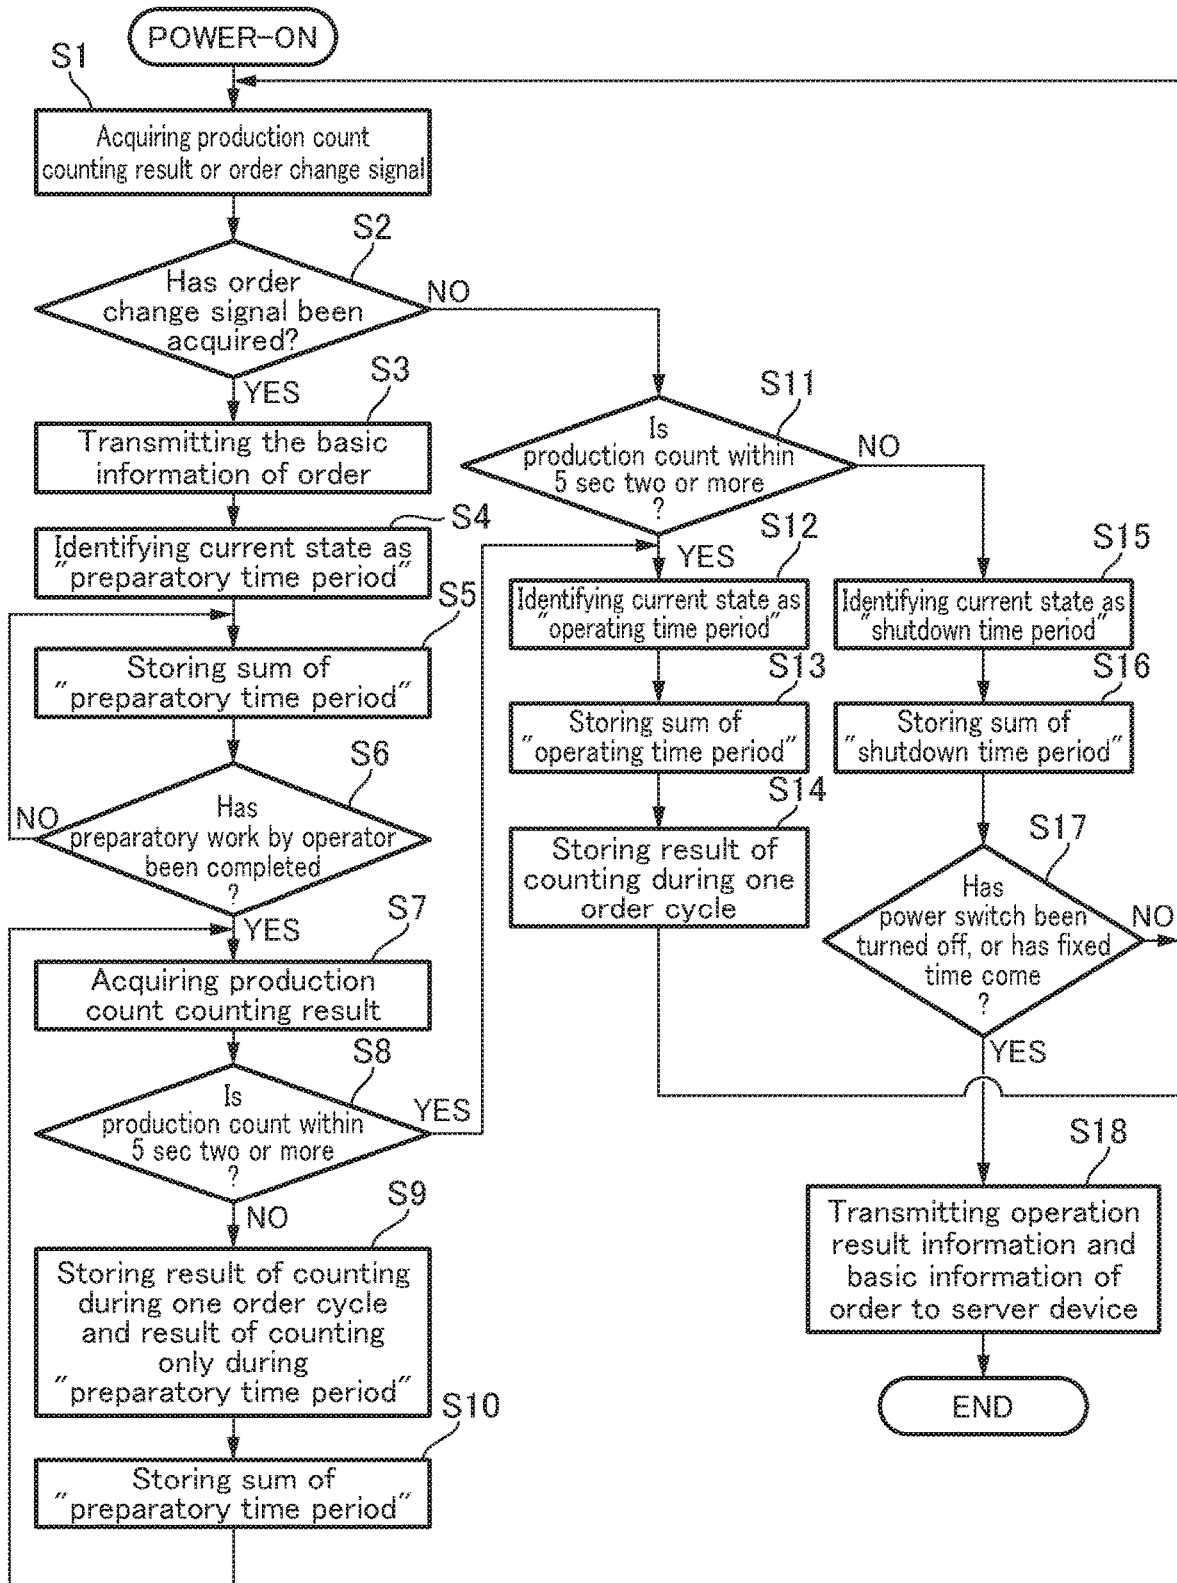 POWER-ON
S1
Acquiring production count
counting result or order change signal
S2
Has order
change signal been
acquired?
NO
YES
S3
Transmitting the basic
information of order
S4
Identifying current state as
"preparatory time period"
S5
Storing sum of
"preparatory time period"
S6
Has
preparatory work by operator
been completed
?
NO
YES
S7
Acquiring production
count counting result
S8
Is
production count within
5 sec two or more
?
YES
NO
S9
Storing result of counting
during one order cycle
and result of counting
only during
"preparatory time period"
S10
Storing sum of
"preparatory time period"
S11
Is
production count within
5 sec two or more
?
NO
YES
S12
Identifying current state as
"operating time period"
S13
Storing sum of
"operating time period"
S14
Storing result of
counting during one
order cycle
S15
Identifying current state as
"shutdown time period"
S16
Storing sum of
"shutdown time period"
S17
Has
power switch been
turned off, or has fixed
time come
?
NO
YES
S18
Transmitting operation
result information and
basic information of
order to server device
END